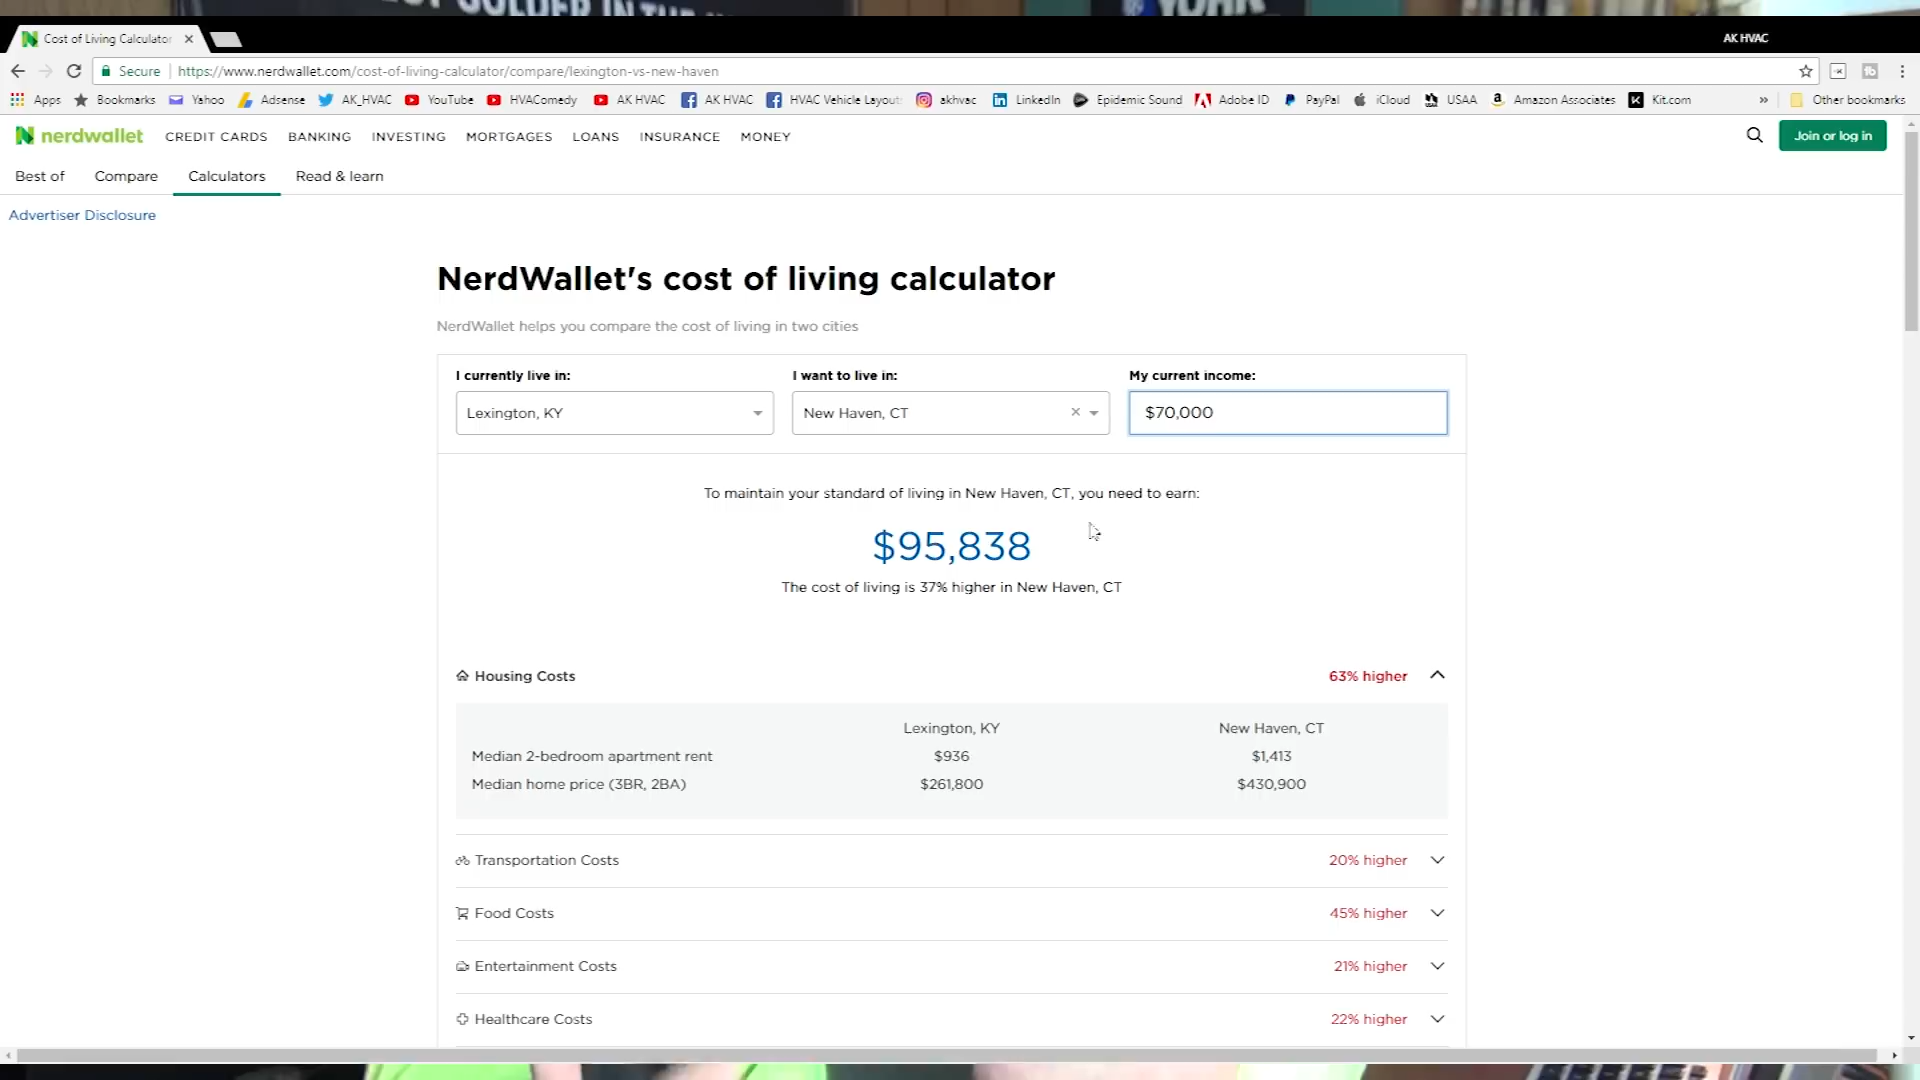 Cost of Living Calculator
AK HVAC
Secure https://www.nerdwallet.com/cost-of-living-calculator/compare/lexington-vs-new-haven
Apps Bookmarks Yahoo Adsense AK_HVAC YouTube HVAComedy AK HVAC AK HVAC HVAC Vehicle Layout akhvac LinkedIn Epidemic Sound Adobe ID PayPal iCloud USAA Amazon Associates Kit.com » Other bookmarks
nerdwallet CREDIT CARDS BANKING INVESTING MORTGAGES LOANS INSURANCE MONEY Join or log in
Best of Compare Calculators Read & learn
Advertiser Disclosure
NerdWallet's cost of living calculator
NerdWallet helps you compare the cost of living in two cities
I currently live in: I want to live in: My current income:
Lexington, KY New Haven, CT × $70,000
To maintain your standard of living in New Haven, CT, you need to earn:
$95,838
The cost of living is 37% higher in New Haven, CT
Housing Costs 63% higher
Lexington, KY New Haven, CT
Median 2-bedroom apartment rent $936 $1,413
Median home price (3BR, 2BA) $261,800 $430,900
Transportation Costs 20% higher
Food Costs 45% higher
Entertainment Costs 21% higher
Healthcare Costs 22% higher